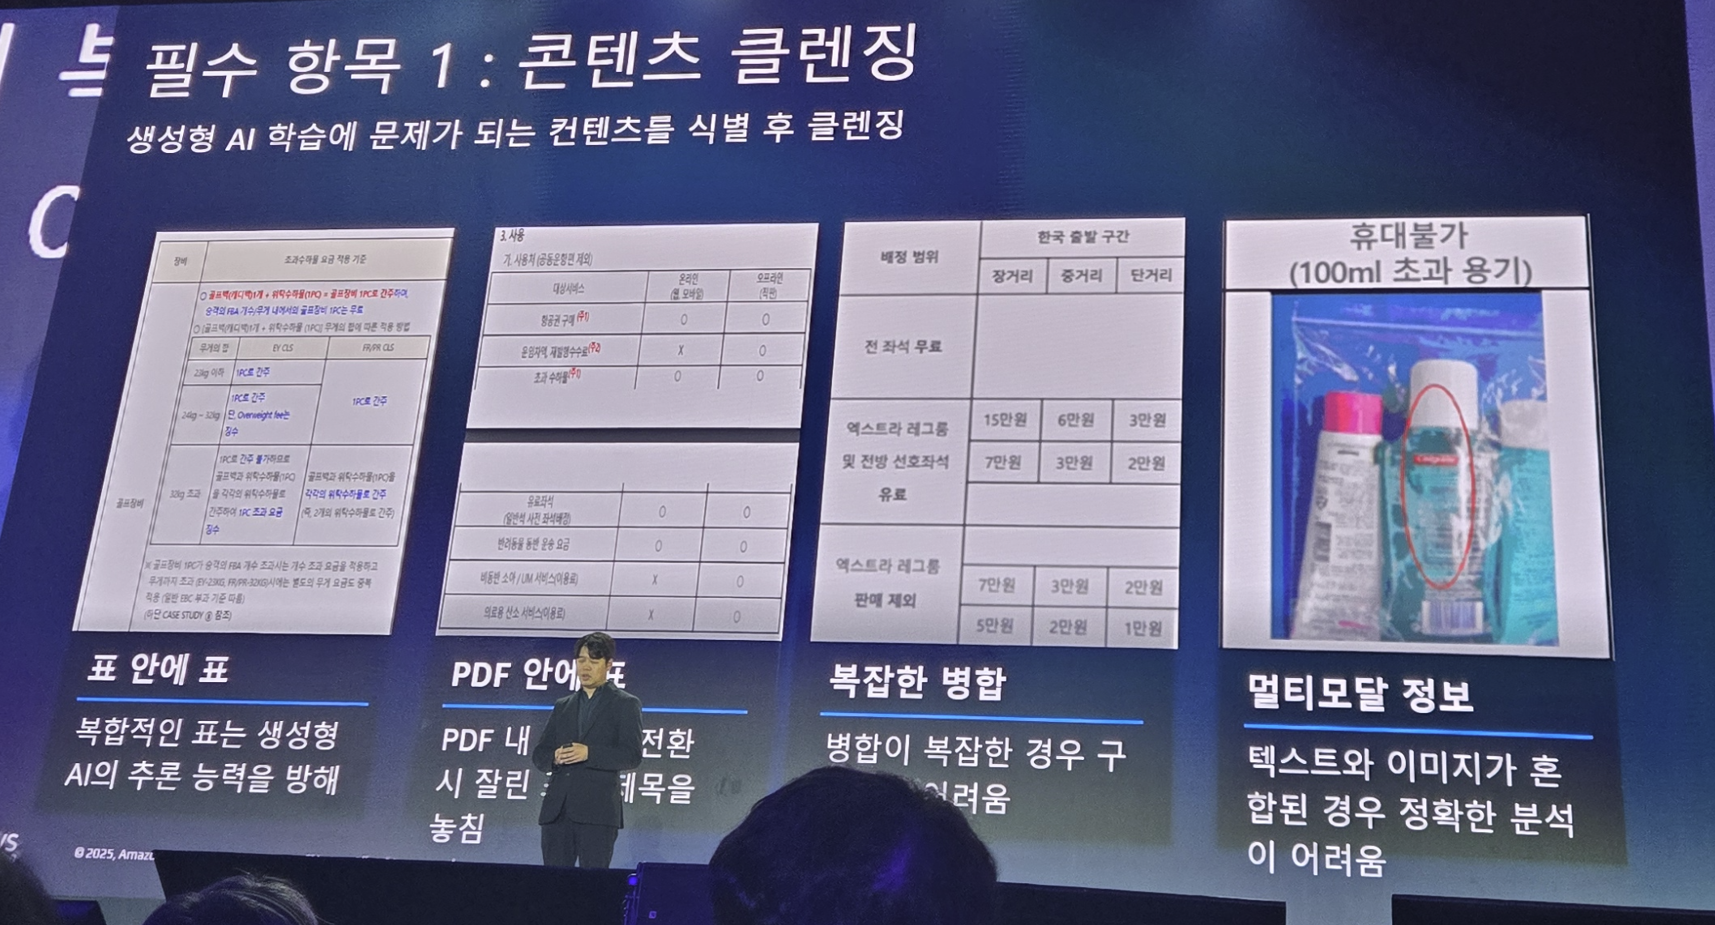 필수 항목 1 : 콘텐츠 클렌징
생성형 AI 학습에 문제가 되는 컨텐츠를 식별 후 클렌징
장비
초과수하물 요금 적용 기준
골프백(캐디백)1개 + 위탁수하물(1PC) = 골프장비 1PC로 간주하며,
승객의 FBA 개수/무게 내에서의 골프장비 1PC는 무료
[골프백(캐디백)1개 + 위탁수하물 (1PC)] 무게의 합에 따른 적용 방법
무게의 합
EY CLS
FR/PR CLS
23kg 이하
1PC로 간주
1PC로 간주
24kg ~ 32kg
1PC로 간주
단, Overweight fee는
징수
골프장비
32kg 초과
1PC로 간주 불가하므로
골프백과 위탁수하물(1PC)
을 각각의 위탁수하물로
간주하여 1PC 초과 요금
징수
골프백과 위탁수하물(1PC)을
각각의 위탁수하물로 간주
(즉, 2개의 위탁수하물로 간주)
※ 골프장비 1PC가 승객의 FBA 개수 초과시는 개수 초과 요금을 적용하고
무게까지 초과 (EY-23KG, FR/PR-32KG)시에는 별도의 무게 요금도 중복
적용 (일반 EBC 부과 기준 따름)
(하단 CASE STUDY ⑧ 참조)
표 안에 표
복합적인 표는 생성형
AI의 추론 능력을 방해
3. 사용
가. 사용처 (공동운항편 제외)
대상서비스
온라인
(웹, 모바일)
오프라인
(직판)
항공권 구매 (주1)
O
O
운임차액, 재발행수수료(주2)
X
O
초과 수하물(주1)
O
O
유료좌석
(일반석 사전 좌석배정)
O
O
반려동물 동반 운송 요금
O
O
비동반 소아 / UM 서비스(이용료)
X
O
의료용 산소 서비스(이용료)
X
O
PDF 안에 표
PDF 내 전환
시 잘린 제목을
놓침
배정 범위
한국 출발 구간
장거리
중거리
단거리
전 좌석 무료
엑스트라 레그룸
및 전방 선호좌석
유료
15만원
6만원
3만원
7만원
3만원
2만원
엑스트라 레그룸
판매 제외
7만원
3만원
2만원
5만원
2만원
1만원
복잡한 병합
병합이 복잡한 경우 구
어려움
휴대불가
(100ml 초과 용기)
멀티모달 정보
텍스트와 이미지가 혼
합된 경우 정확한 분석
이 어려움
© 2025, Amaz